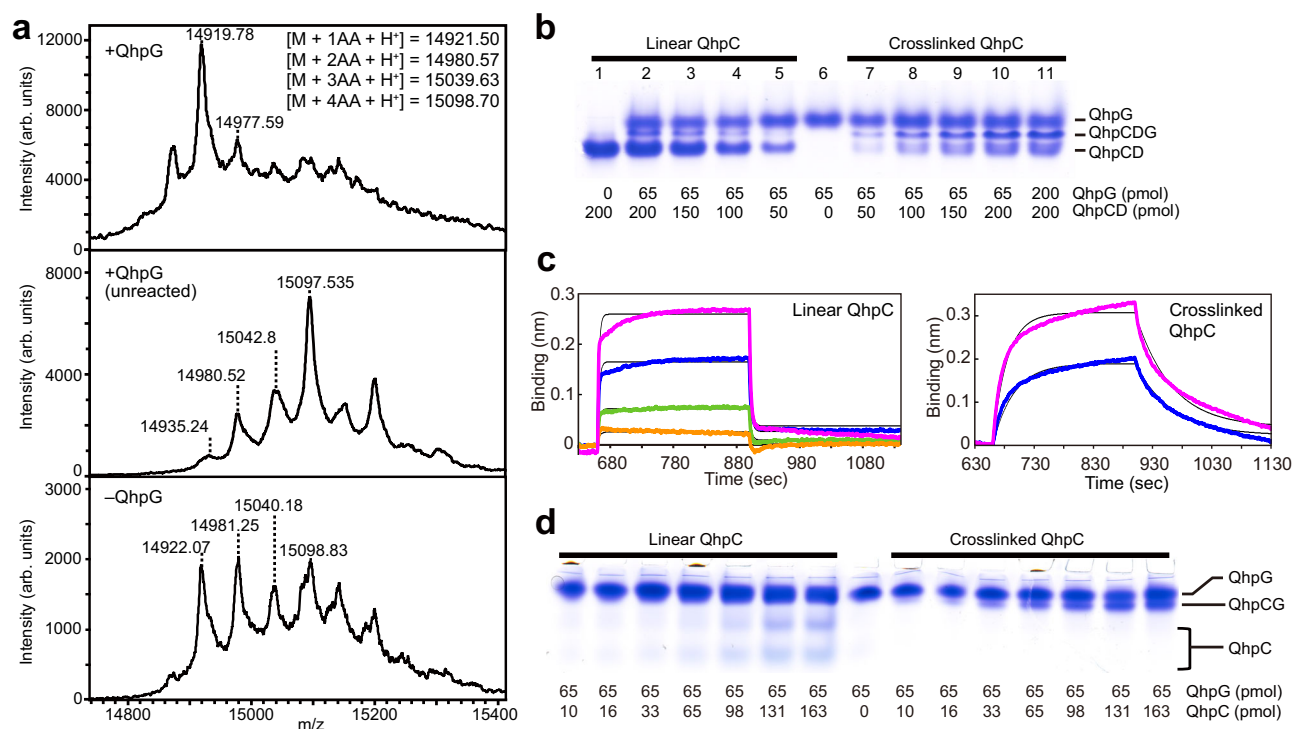 a
+QhpG
14919.78
14977.59
[M + 1AA + H+] = 14921.50
[M + 2AA + H+] = 14980.57
[M + 3AA + H+] = 15039.63
[M + 4AA + H+] = 15098.70
Intensity (arb. units)
12000
8000
4000
0
+QhpG
(unreacted)
15097.535
15042.8
14980.52
14935.24
Intensity (arb. units)
8000
4000
0
–QhpG
15040.18
14981.25
14922.07
15098.83
Intensity (arb. units)
3000
2000
1000
0
14800 15000 15200 15400
m/z
b
Linear QhpC Crosslinked QhpC
1 2 3 4 5 6 7 8 9 10 11
QhpG
QhpCDG
QhpCD
0 65 65 65 65 65 65 65 65 65 200 QhpG (pmol)
200 200 150 100 50 0 50 100 150 200 200 QhpCD (pmol)
c
Linear QhpC
Binding (nm)
0.3
0.2
0.1
0
680 780 880 980 1080
Time (sec)
Crosslinked
QhpC
Binding (nm)
0.3
0.2
0.1
0
630 730 830 930 1030 1130
Time (sec)
d
Linear QhpC Crosslinked QhpC
QhpG
QhpCG
QhpC
65 65 65 65 65 65 65 65 65 65 65 65 65 65 65 QhpG (pmol)
10 16 33 65 98 131 163 0 10 16 33 65 98 131 163 QhpC (pmol)